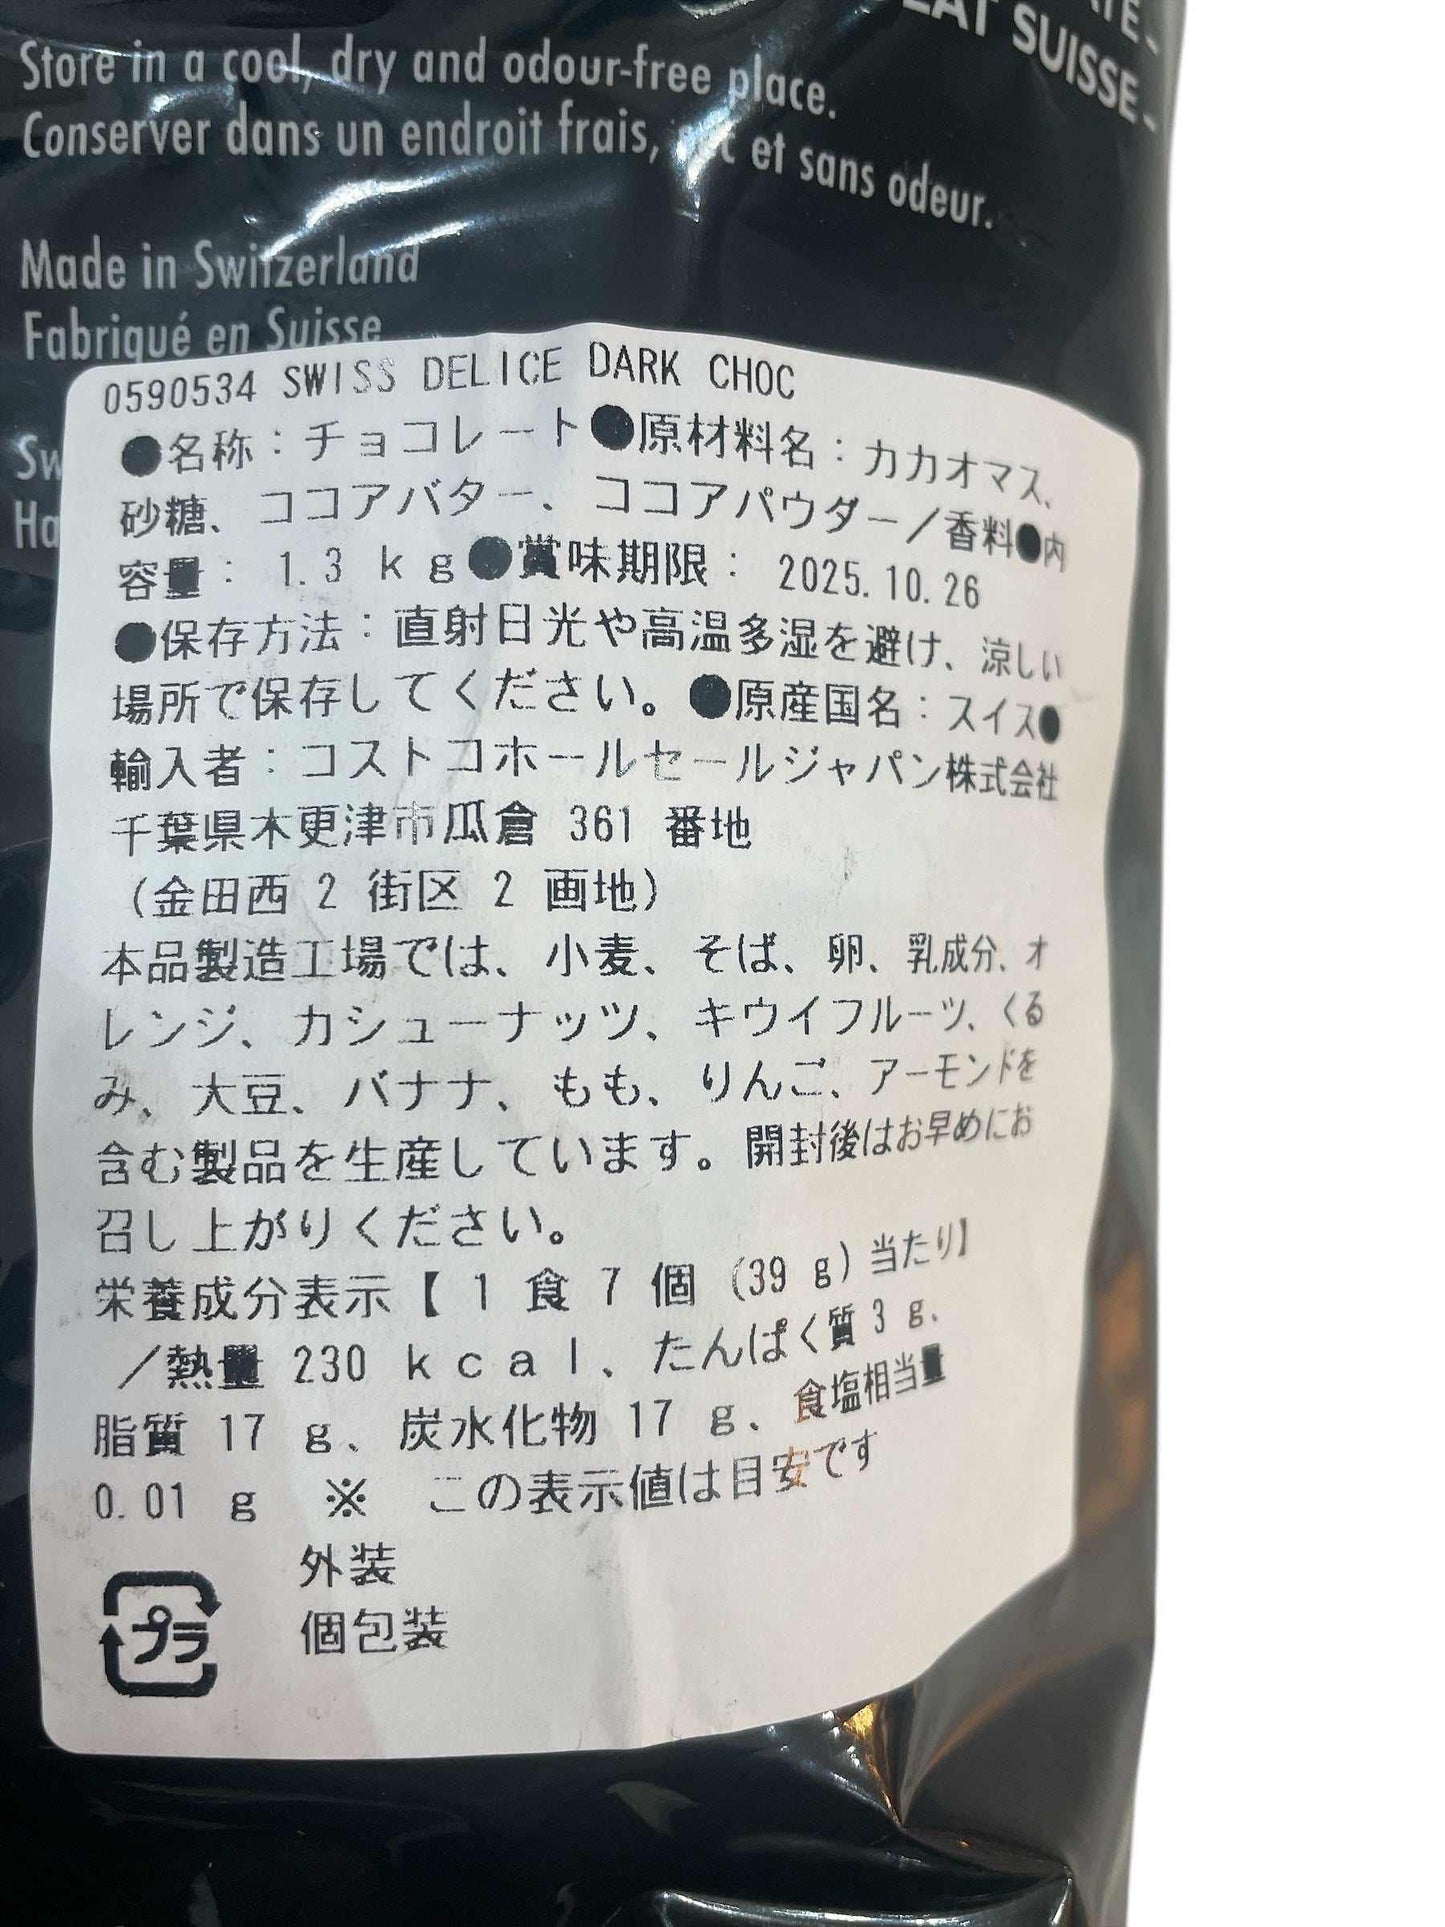 Store in a cool, dry and odour-free place.
Conserver dans un endroit frais, et sans odeur.
SUISSE -
Made in Switzerland
Fabriqué en Suisse
0590534 SWISS DELICE DARK CHOC
●名称：チョコレート●原材料名：カカオマス、
砂糖、ココアバター、ココアパウダー／香料●内
容量： 1.3 kg●賞味期限： 2025.10.26
●保存方法：直射日光や高温多湿を避け、涼しい
場所で保存してください。●原産国名：スイス●
輸入者：コストコホールセールジャパン株式会社
千葉県木更津市瓜倉 361 番地
（金田西 2 街区 2 画地）
本品製造工場では、小麦、そば、卵、乳成分、オ
レンジ、カシューナッツ、キウイフルーツ、くる
み、大豆、バナナ、もも、りんご、アーモンドを
含む製品を生産しています。開封後はお早めにお
召し上がりください。
栄養成分表示【 1 食 7 個 (39 g) 当たり】
／熱量 230 kcal、たんぱく質 3 g、
脂質 17 g、炭水化物 17 g、食塩相当量
0.01 g ※ この表示値は目安です
外装
個包装
プラ